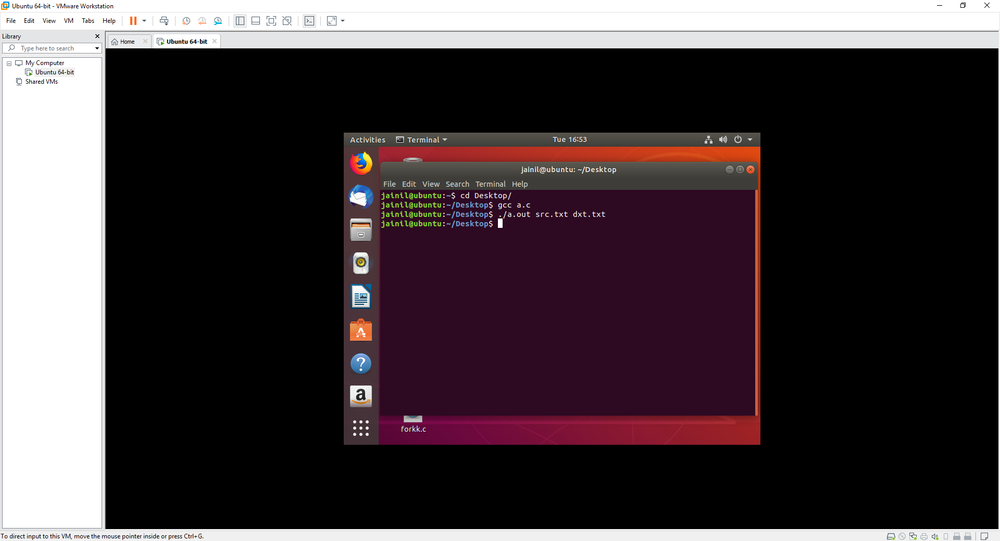 Ubuntu 64-bit - VMware Workstation
File Edit View VM Tabs Help
Library
Type here to search
My Computer
Ubuntu 64-bit
Shared VMs
Home
Ubuntu 64-bit
Activities Terminal Tue 16:53
jainil@ubuntu: ~/Desktop
File Edit View Search Terminal Help
jainil@ubuntu:~$ cd Desktop/
jainil@ubuntu:~/Desktop$ gcc a.c
jainil@ubuntu:~/Desktop$ ./a.out src.txt dxt.txt
jainil@ubuntu:~/Desktop$
forkk.c
To direct input to this VM, move the mouse pointer inside or press Ctrl+G.